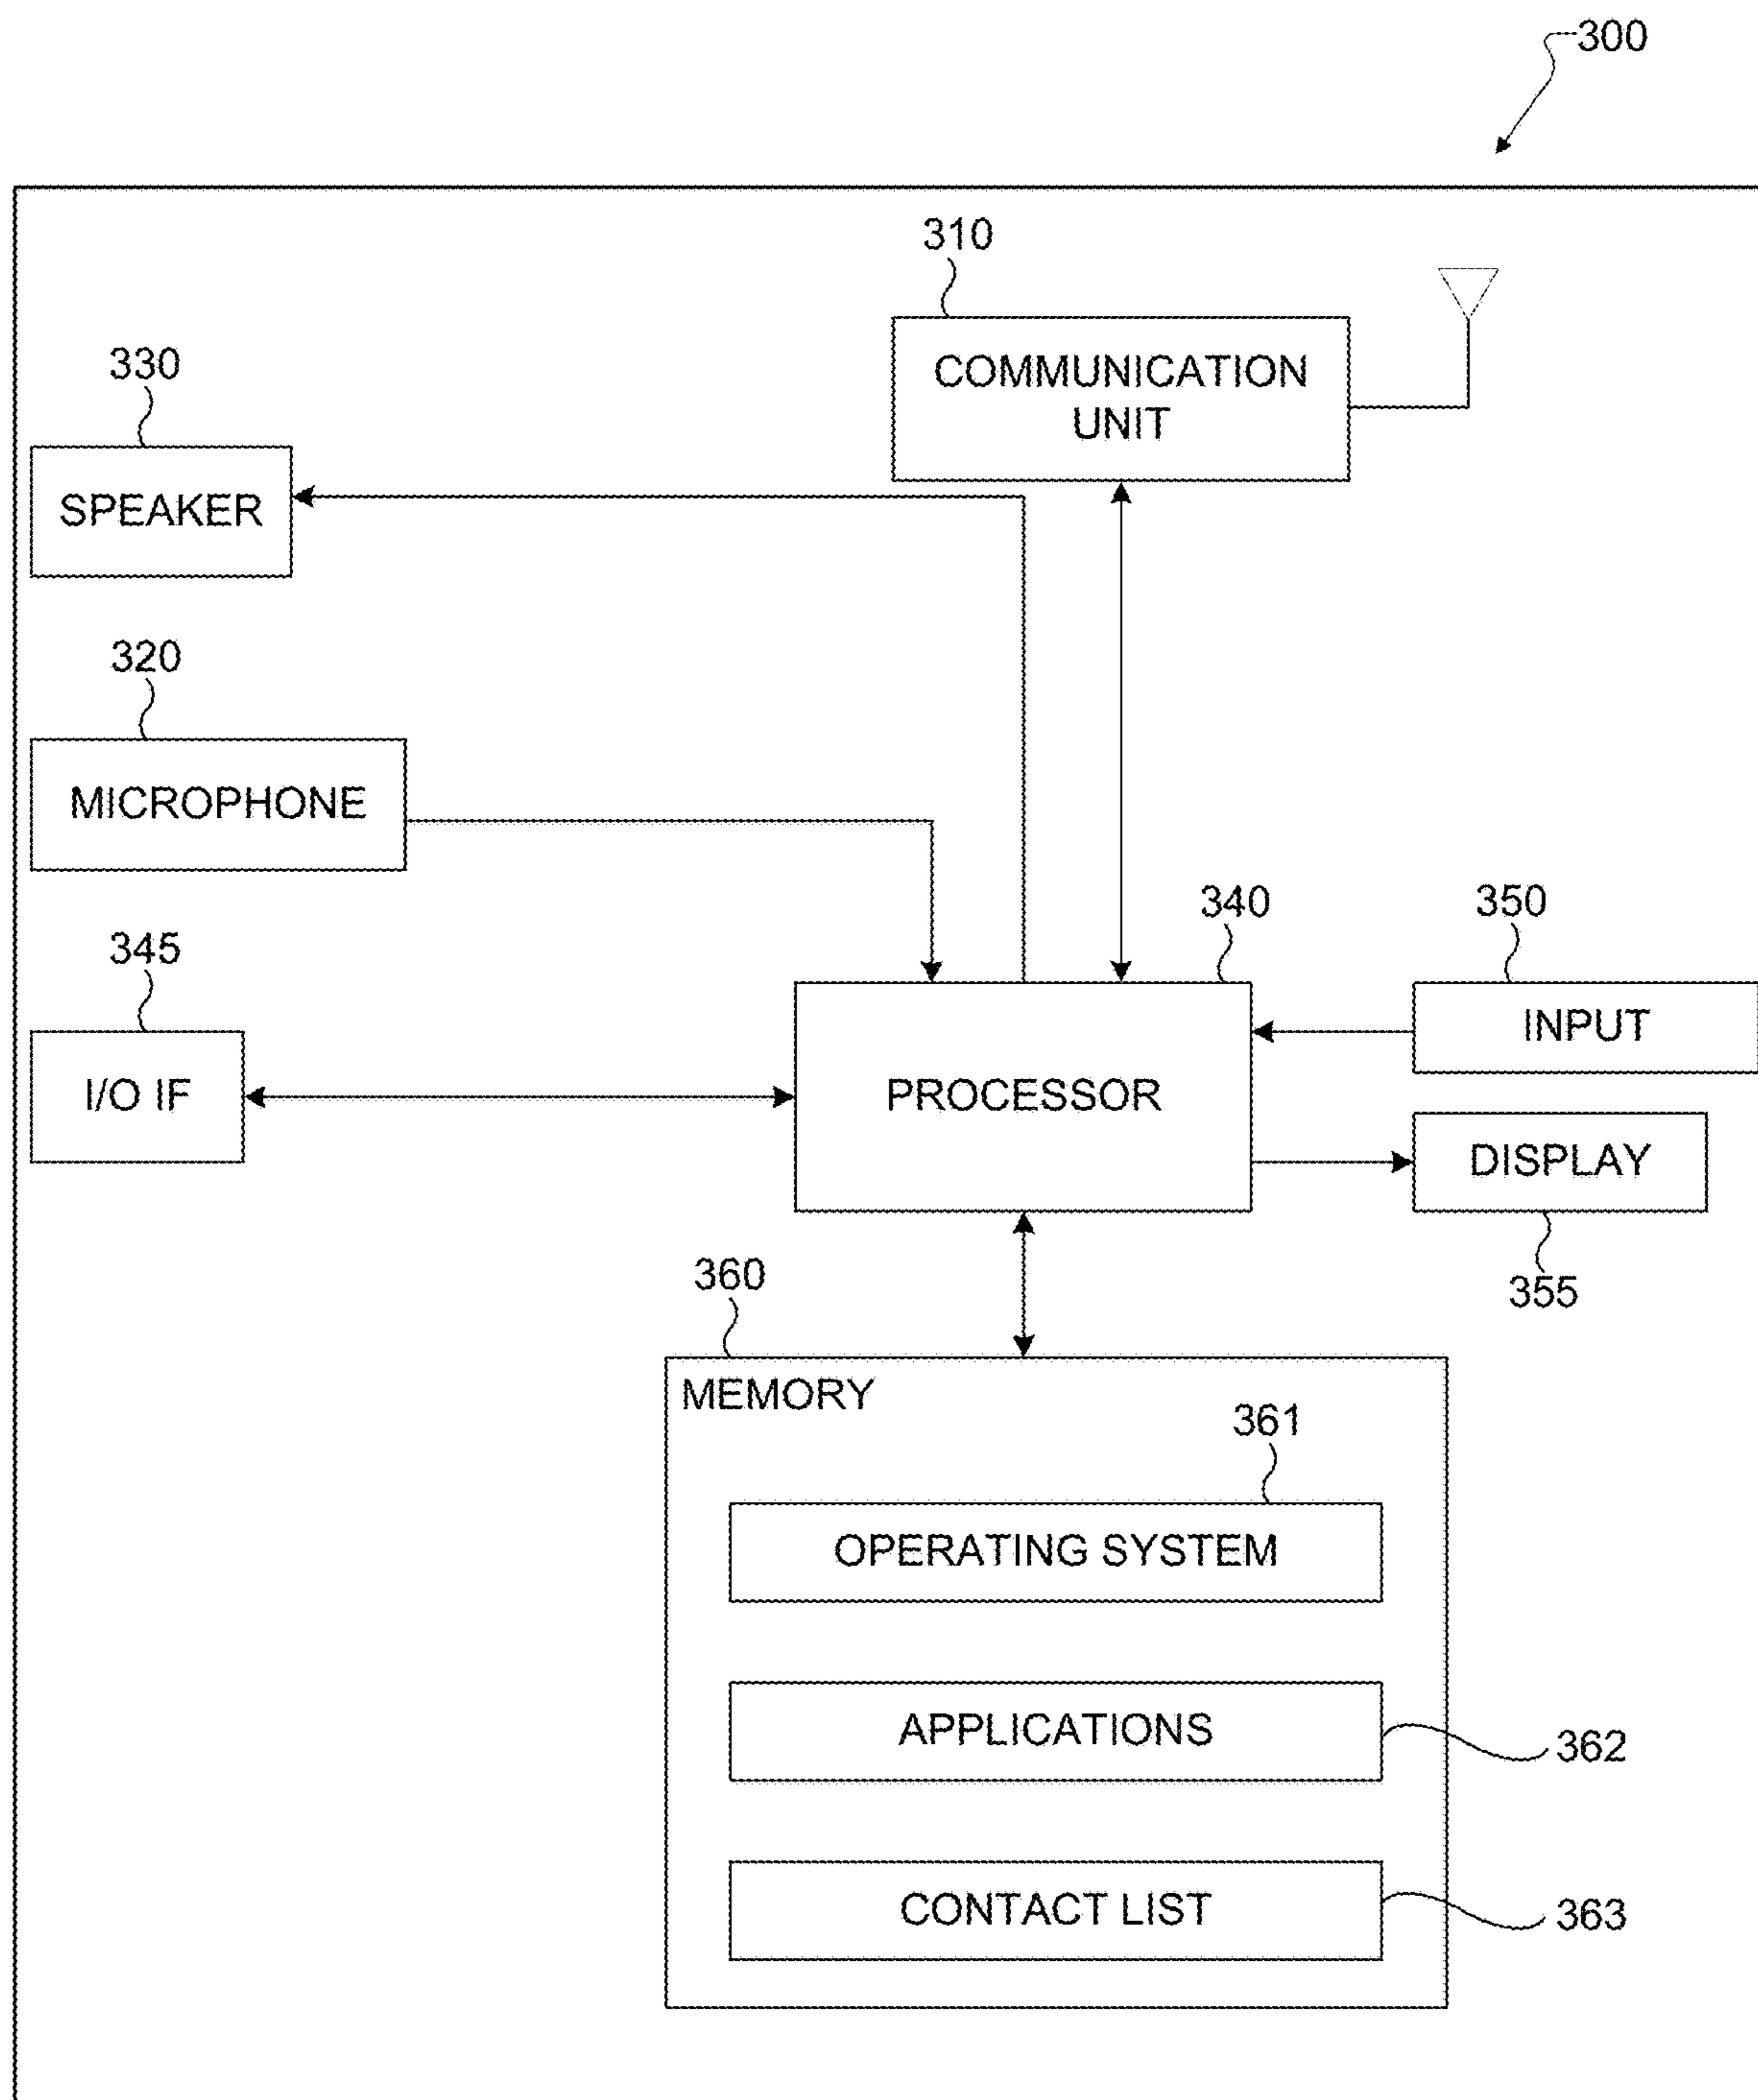 300
310
COMMUNICATION
UNIT
330
SPEAKER
320
MICROPHONE
340
350
345
INPUT
I/O IF
PROCESSOR
DISPLAY
355
360
MEMORY
361
OPERATING SYSTEM
APPLICATIONS
362
CONTACT LIST
363